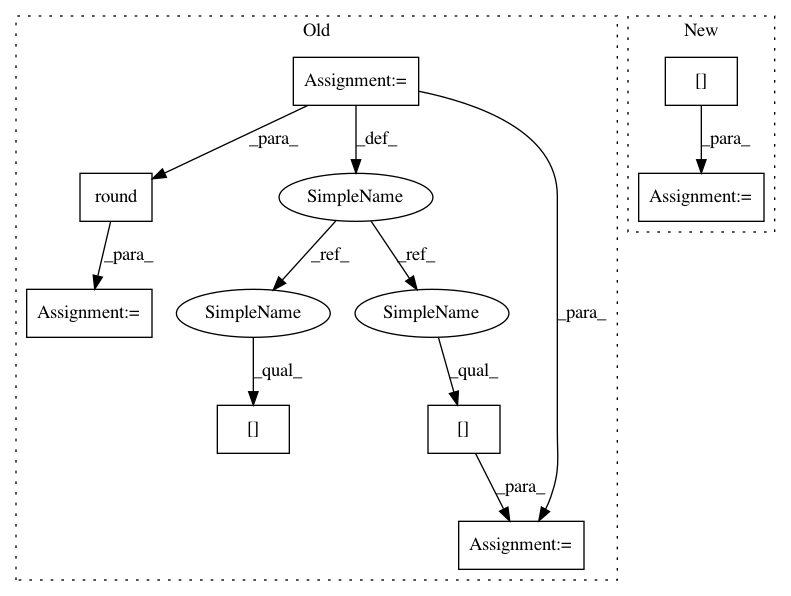 Old
New
Assignment:=
[]
_para_
_def_
_para_
round
SimpleName
Assignment:=
_para_
_ref_
_ref_
Assignment:=
SimpleName
SimpleName
_para_
_qual_
_qual_
[]
[]
_para_
Assignment:=